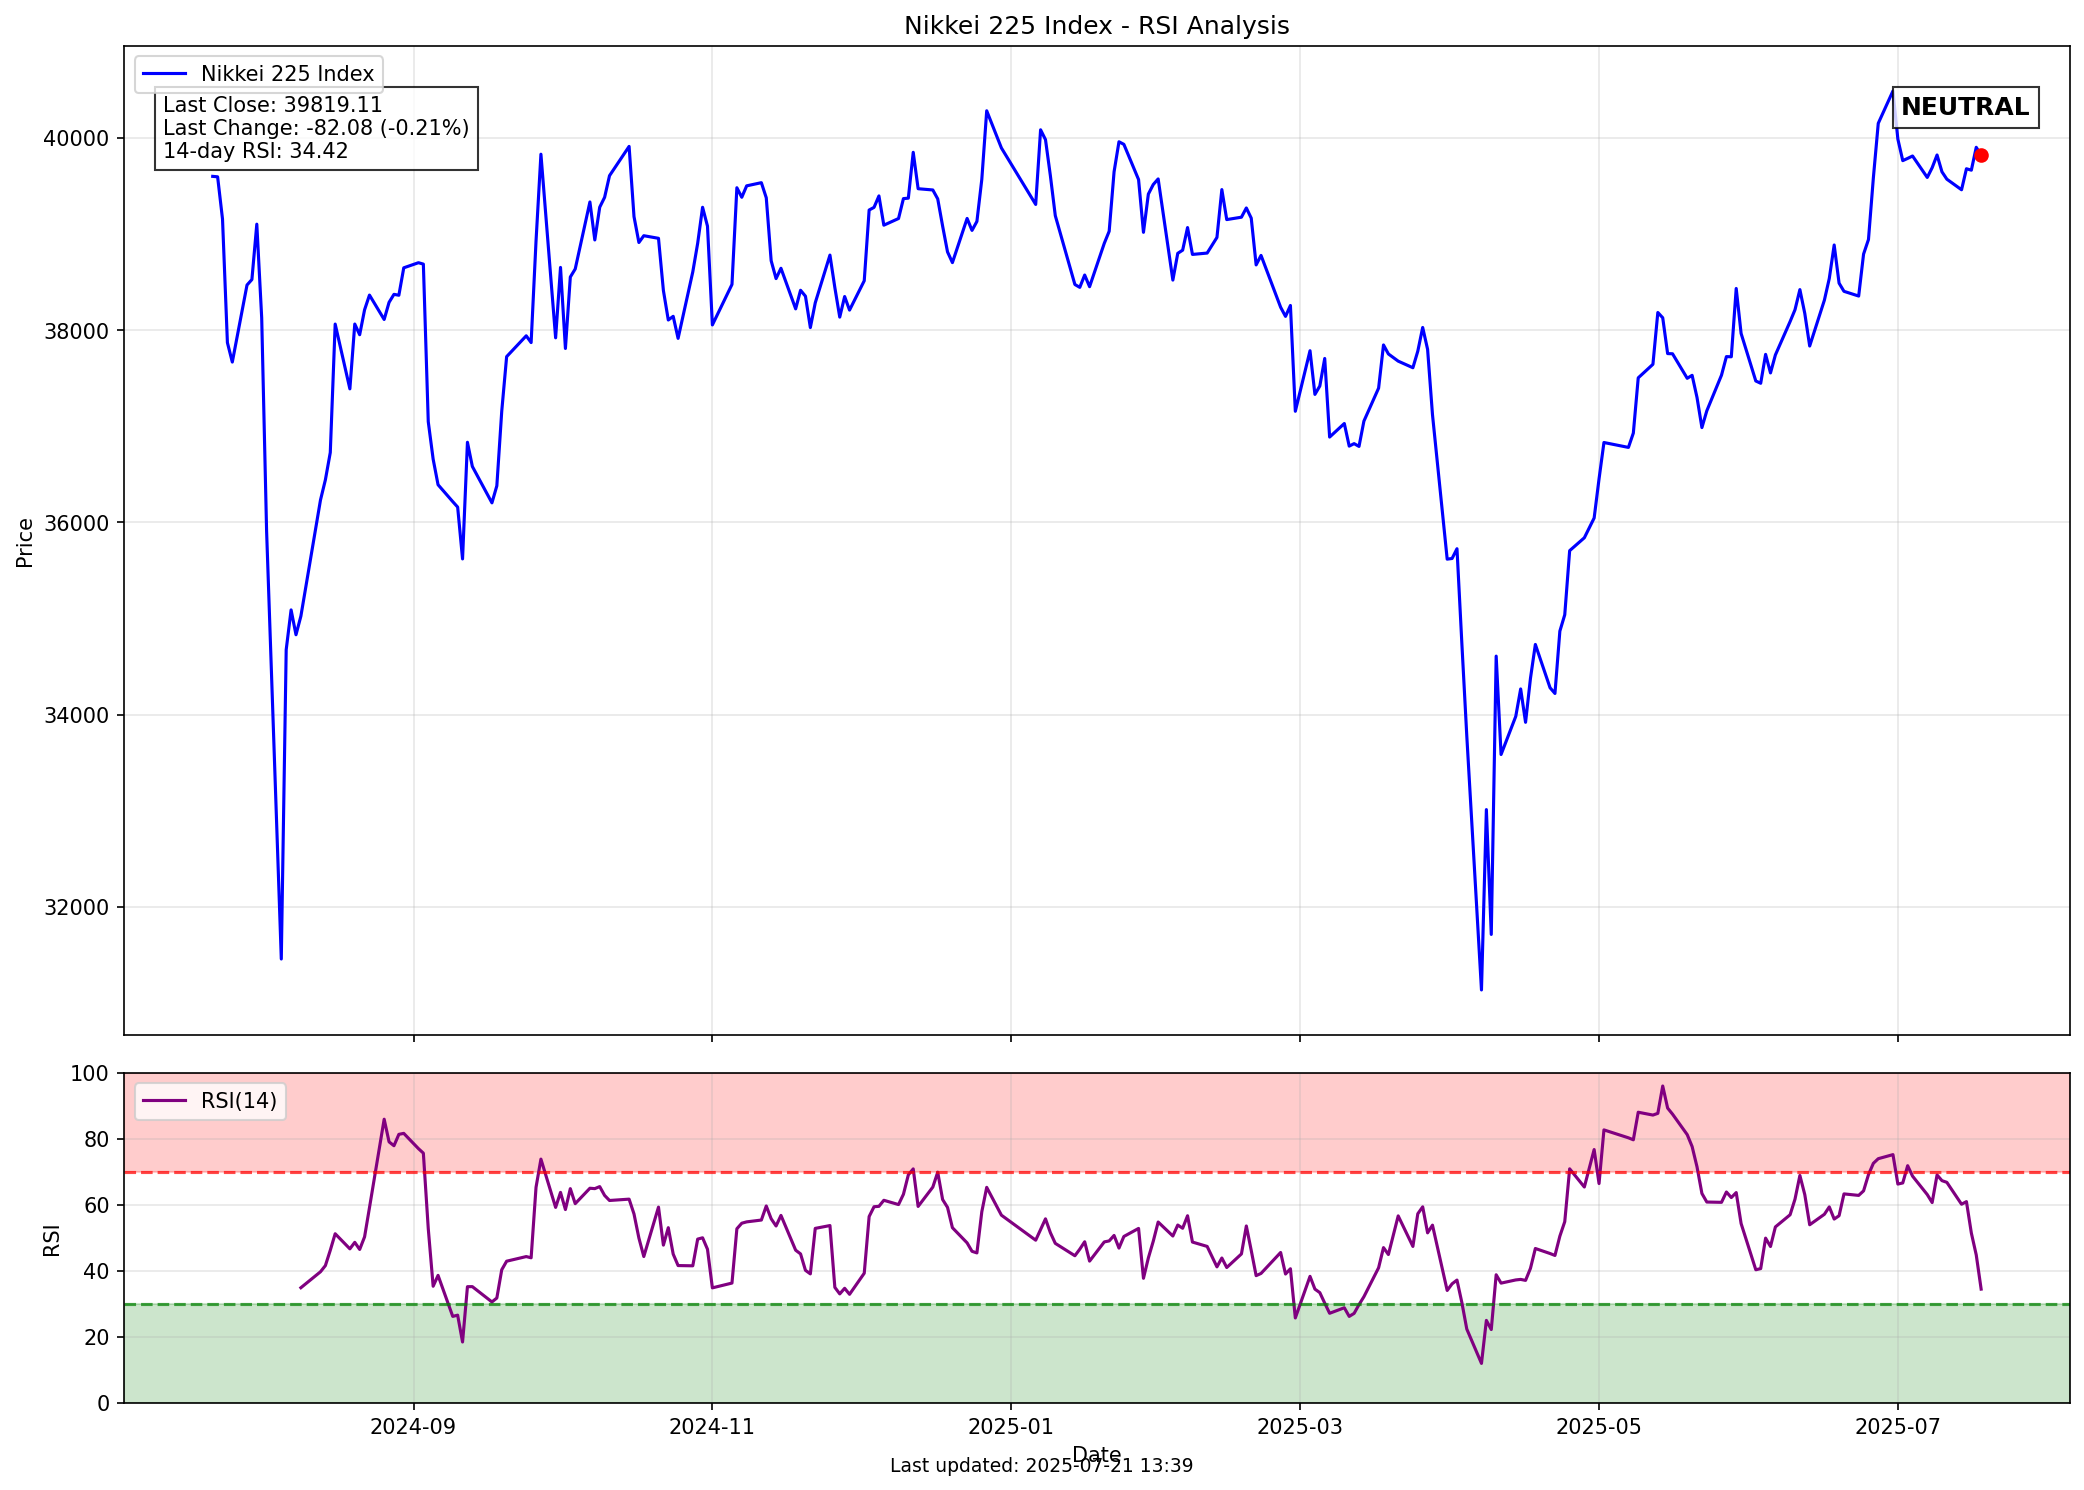 Nikkei 225 Index - RSI Analysis
Nikkei 225 Index
Last Close: 39819.11
Last Change: -82.08 (-0.21%)
14-day RSI: 34.42
NEUTRAL
Price
40000
38000
36000
34000
32000
RSI(14)
RSI
100
80
60
40
20
0
2024-09
2024-11
2025-01
2025-03
2025-05
2025-07
Date
Last updated: 2025-07-21 13:39